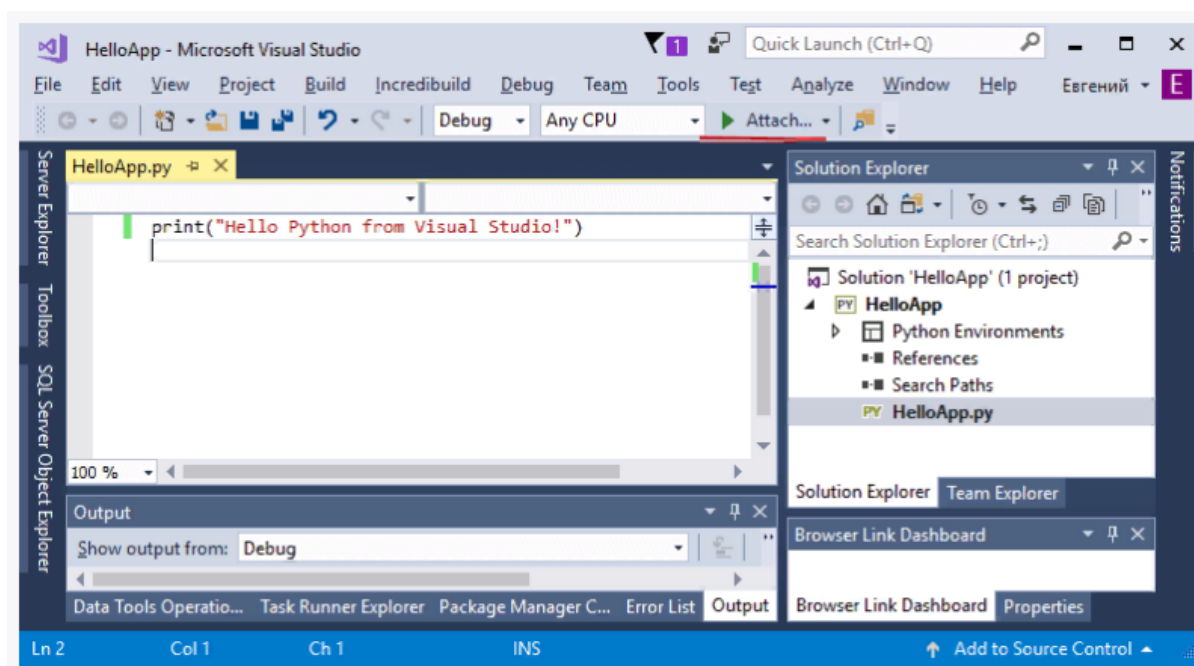 HelloApp - Microsoft Visual Studio
1
Quick Launch (Ctrl+Q)
File Edit View Project Build Incredibuild Debug Team Tools Test Analyze Window Help Евгений E
Debug Any CPU Attach...
Server Explorer
Toolbox
SQL Server Object Explorer
HelloApp.py
print("Hello Python from Visual Studio!")
100 %
Output
Show output from: Debug
Data Tools Operatio... Task Runner Explorer Package Manager C... Error List Output
Solution Explorer
Search Solution Explorer (Ctrl+;)
Solution 'HelloApp' (1 project)
PY HelloApp
Python Environments
References
Search Paths
PY HelloApp.py
Solution Explorer Team Explorer
Browser Link Dashboard
Browser Link Dashboard Properties
Notifications
Ln 2 Col 1 Ch 1 INS Add to Source Control